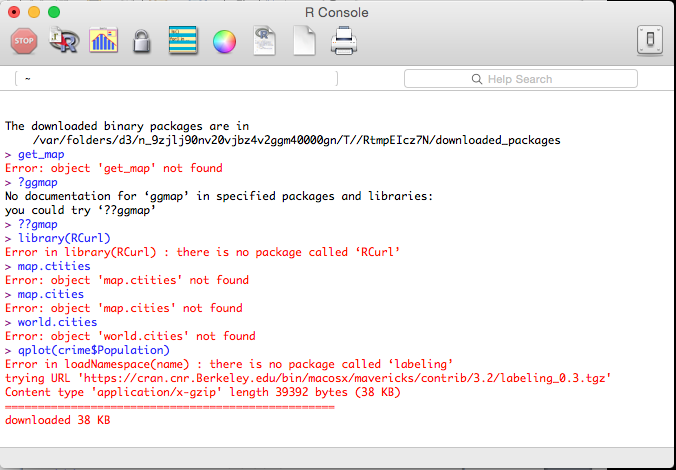 R Console
STOP
R
R
~
Help Search
The downloaded binary packages are in
/var/folders/d3/n_9zjlj90nv20vjbz4v2ggm40000gn/T//RtmpEIcz7N/downloaded_packages
> get_map
Error: object 'get_map' not found
> ?ggmap
No documentation for ‘ggmap’ in specified packages and libraries:
you could try ‘??ggmap’
> ??gmap
> library(RCurl)
Error in library(RCurl) : there is no package called ‘RCurl’
> map.ctities
Error: object 'map.ctities' not found
> map.cities
Error: object 'map.cities' not found
> world.cities
Error: object 'world.cities' not found
> qplot(crime$Population)
Error in loadNamespace(name) : there is no package called ‘labeling’
trying URL 'https://cran.cnr.Berkeley.edu/bin/macosx/mavericks/contrib/3.2/labeling_0.3.tgz'
Content type 'application/x-gzip' length 39392 bytes (38 KB)
==================================================
downloaded 38 KB